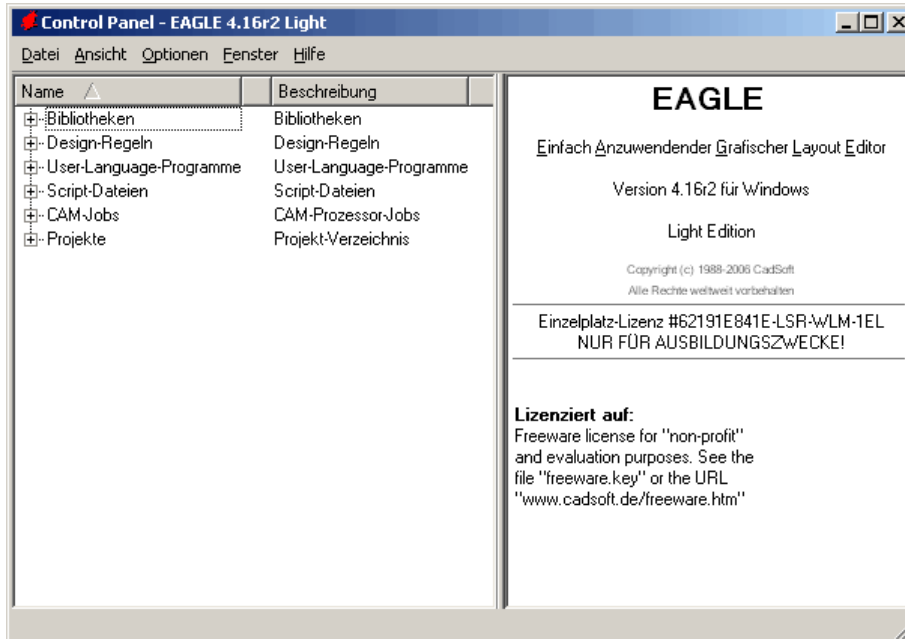 Control Panel - EAGLE 4.16r2 Light
Datei Ansicht Optionen Fenster Hilfe
Name Beschreibung
Bibliotheken Bibliotheken
Design-Regeln Design-Regeln
User-Language-Programme User-Language-Programme
Script-Dateien Script-Dateien
CAM-Jobs CAM-Prozessor-Jobs
Projekte Projekt-Verzeichnis
EAGLE
Einfach Anzuwendender Grafischer Layout Editor
Version 4.16r2 für Windows
Light Edition
Copyright (c) 1988-2006 CadSoft
Alle Rechte weltweit vorbehalten
Einzelplatz-Lizenz #62191E841E-LSR-WLM-1EL
NUR FÜR AUSBILDUNGSZWECKE!
Lizenziert auf:
Freeware license for "non-profit"
and evaluation purposes. See the
file "freeware.key" or the URL
"www.cadsoft.de/freeware.htm"